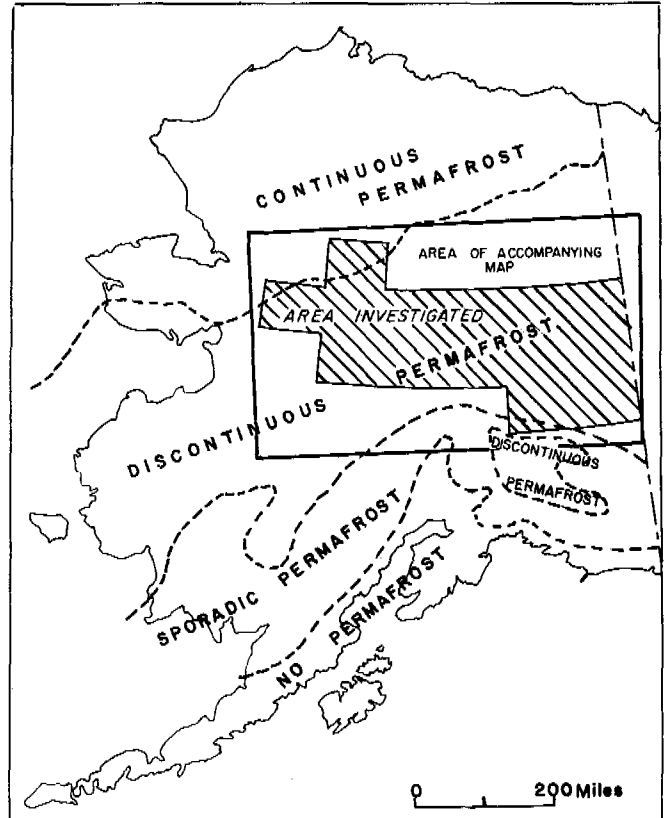 CONTINUOUS
PERMAFROST
AREA OF ACCOMPANYING
MAP
AREA INVESTIGATED
PERMAFROST
DISCONTINUOUS
DISCONTINUOUS
PERMAFROST
SPORADIC PERMAFROST
NO PERMAFROST
0 200 Miles